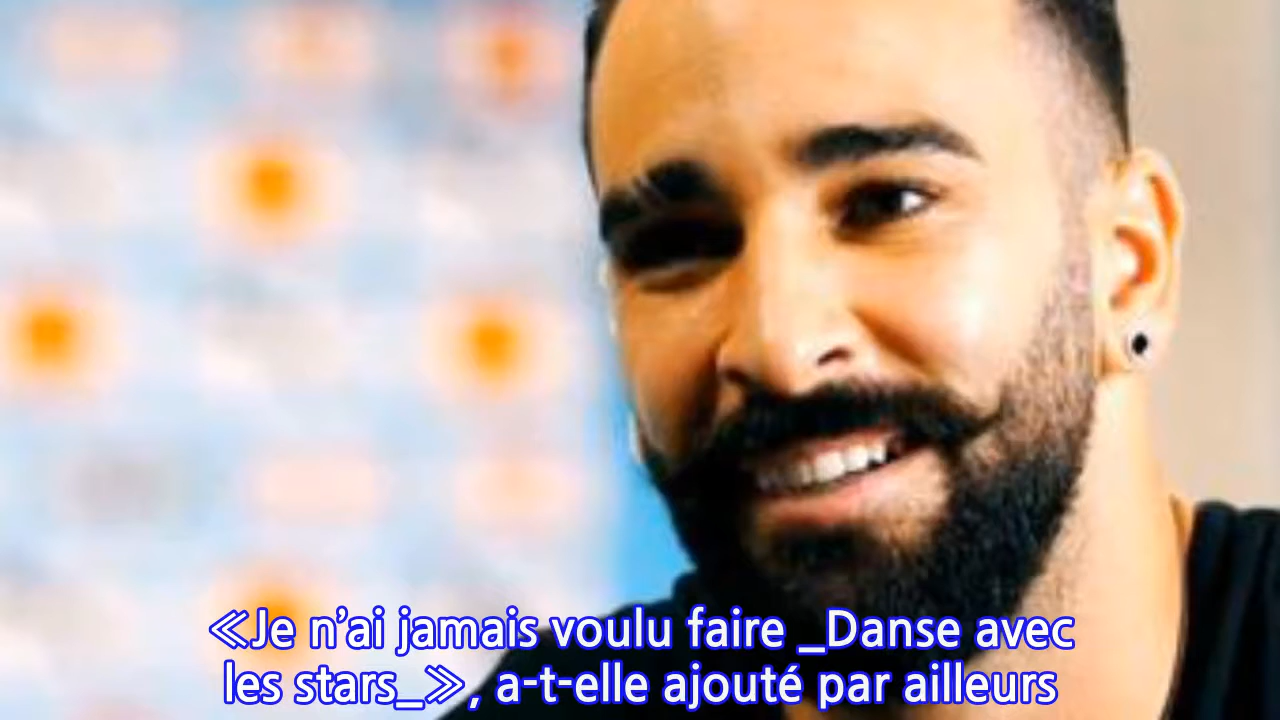 ≪Je n’ai jamais voulu faire _Danse avec
les stars_≫, a-t-elle ajouté par ailleurs